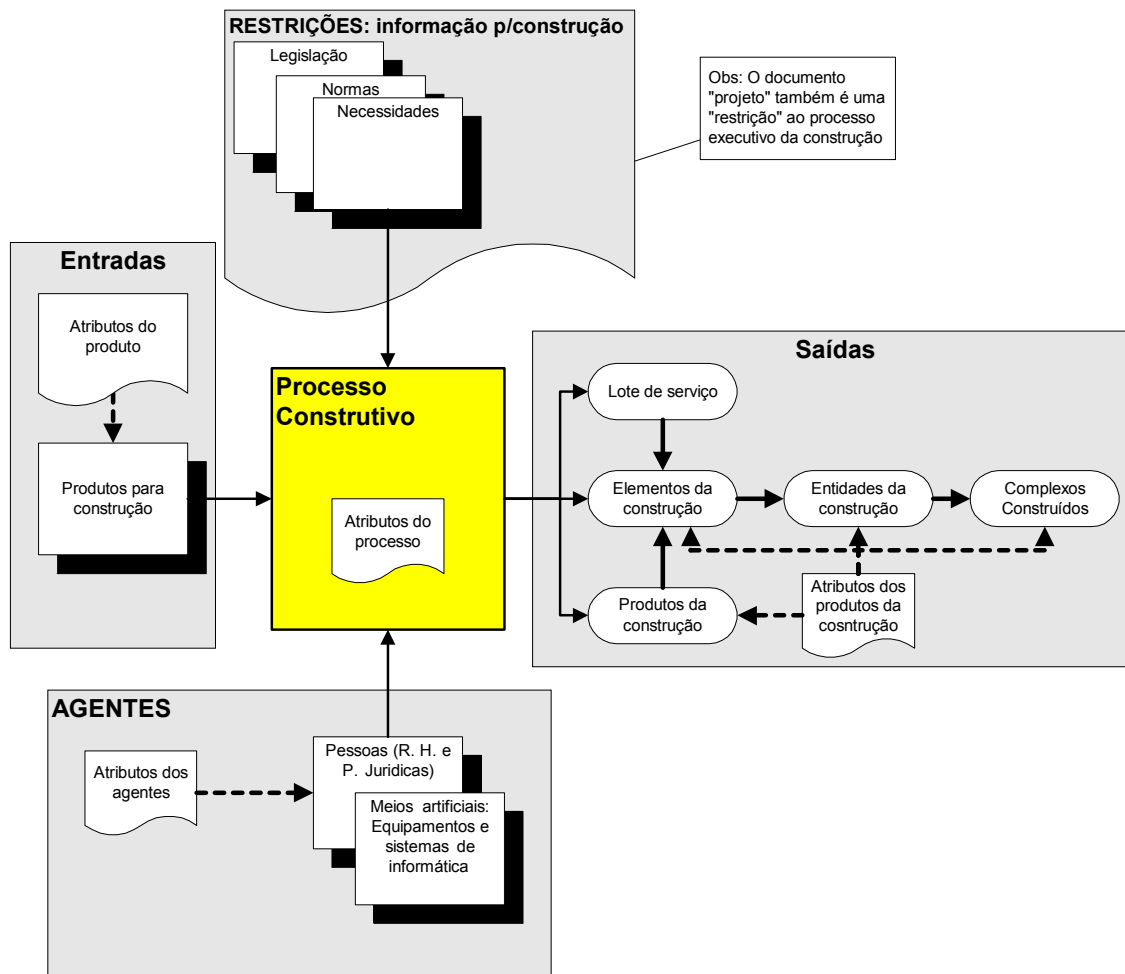 RESTRIÇÕES: informação p/construção
Legislação
Normas
Necessidades
Obs: O documento
"projeto" também é uma
"restrição" ao processo
executivo da construção
Entradas
Atributos do
produto
Produtos para
construção
Processo
Construtivo
Atributos do
processo
Saídas
Lote de serviço
Elementos da
construção
Entidades da
construção
Complexos
Construídos
Produtos da
construção
Atributos dos
produtos da
cosntrução
AGENTES
Atributos dos
agentes
Pessoas (R. H. e
P. Juridicas)
Meios artificiais:
Equipamentos e
sistemas de
informática